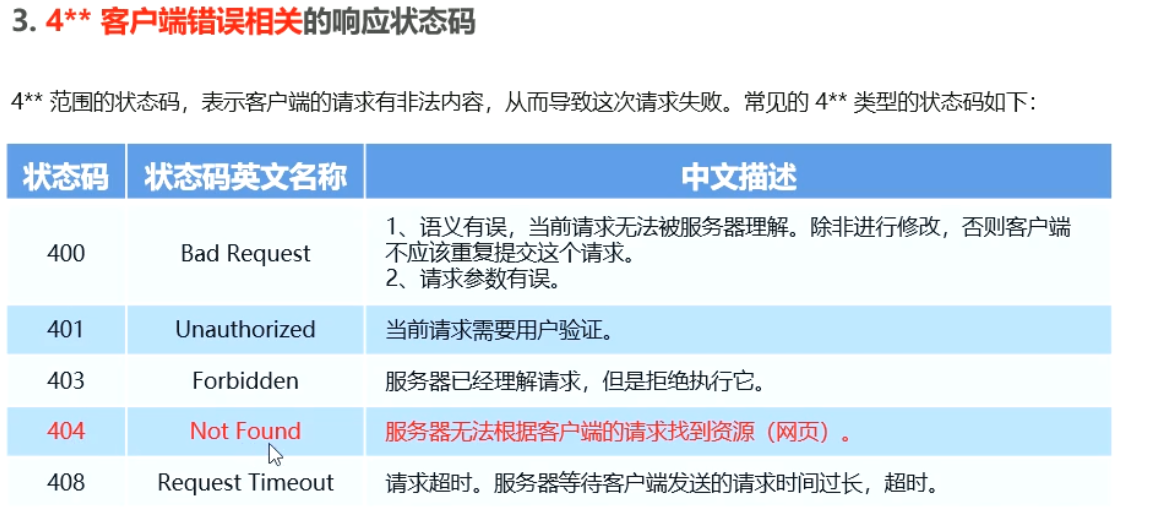 3. 4** 客户端错误相关的响应状态码
4** 范围的状态码，表示客户端的请求有非法内容，从而导致这次请求失败。常见的 4** 类型的状态码如下：
状态码 状态码英文名称 中文描述
400 Bad Request 1、语义有误，当前请求无法被服务器理解。除非进行修改，否则客户端
不应该重复提交这个请求。
2、请求参数有误。
401 Unauthorized 当前请求需要用户验证。
403 Forbidden 服务器已经理解请求，但是拒绝执行它。
404 Not Found 服务器无法根据客户端的请求找到资源（网页）。
408 Request Timeout 请求超时。服务器等待客户端发送的请求时间过长，超时。